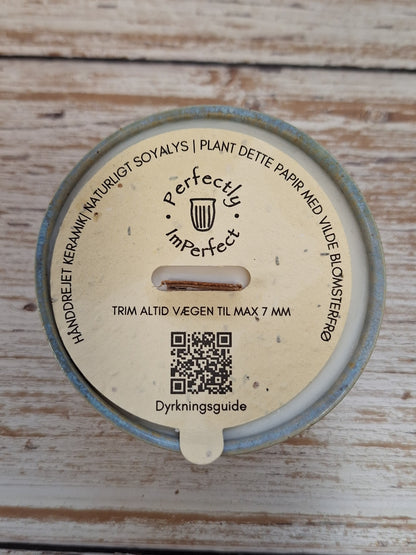 HÅNDDREJET KERAMIK| NATURLIGT SOYALYS | PLANT DETTE PAPIR MED VILDE BLOMSTERFRØ
Perfectly
ImPerfect
TRIM ALTID VÆGEN TIL MAX 7 MM
Dyrkningsguide